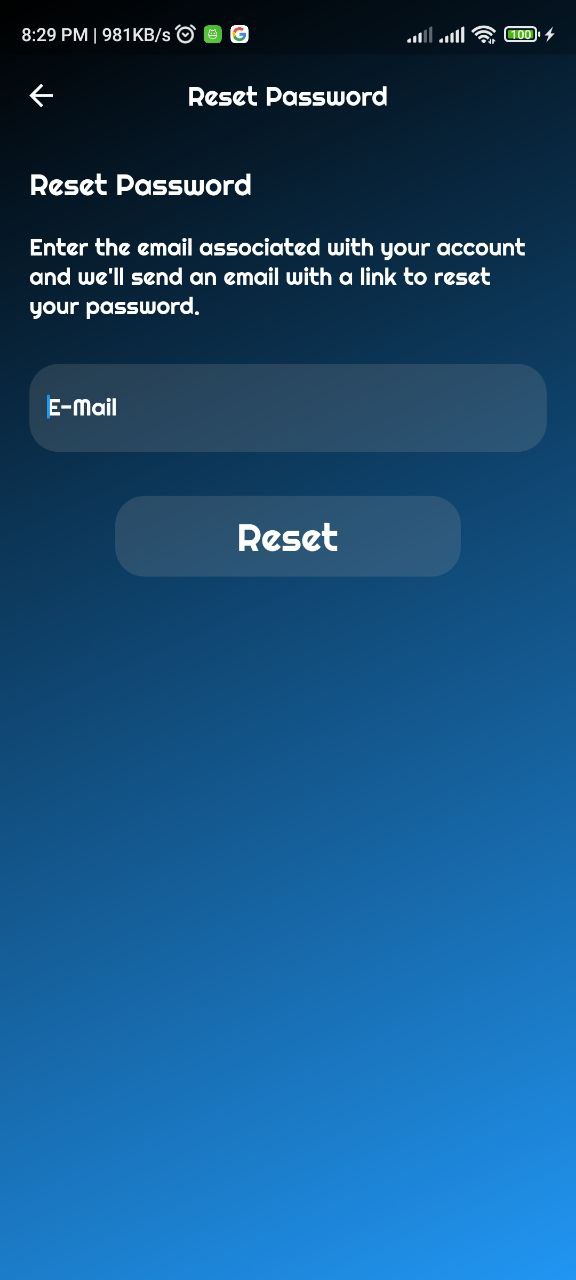 8:29 PM | 981KB/s
100
Reset Password
Reset Password
Enter the email associated with your account
and we'll send an email with a link to reset
your password.
E-Mail
Reset